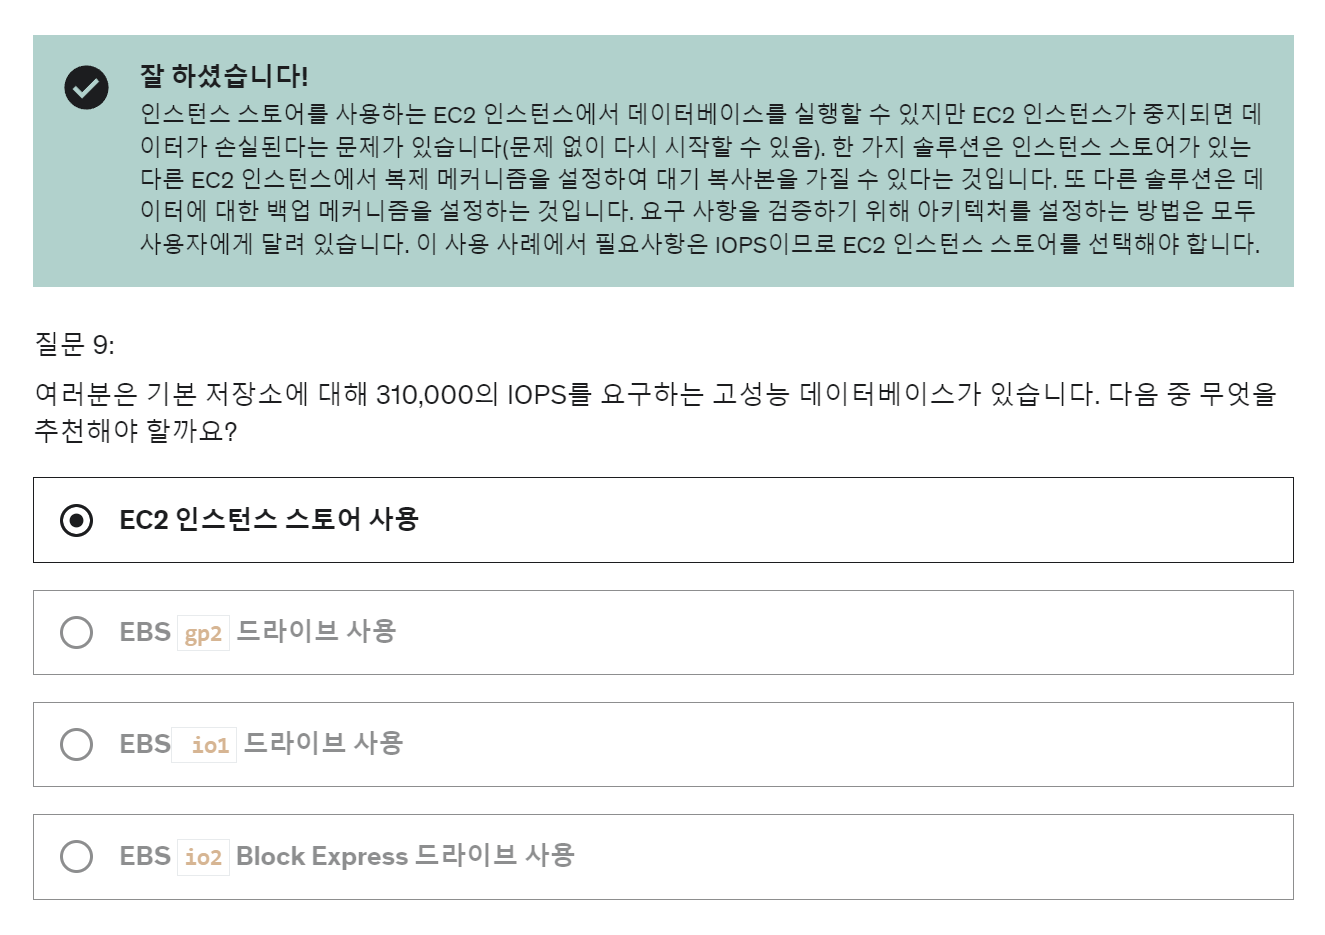 잘 하셨습니다!
인스턴스 스토어를 사용하는 EC2 인스턴스에서 데이터베이스를 실행할 수 있지만 EC2 인스턴스가 중지되면 데
이터가 손실된다는 문제가 있습니다(문제 없이 다시 시작할 수 있음). 한 가지 솔루션은 인스턴스 스토어가 있는
다른 EC2 인스턴스에서 복제 메커니즘을 설정하여 대기 복사본을 가질 수 있다는 것입니다. 또 다른 솔루션은 데
이터에 대한 백업 메커니즘을 설정하는 것입니다. 요구 사항을 검증하기 위해 아키텍처를 설정하는 방법은 모두
사용자에게 달려 있습니다. 이 사용 사례에서 필요사항은 IOPS이므로 EC2 인스턴스 스토어를 선택해야 합니다.
질문 9:
여러분은 기본 저장소에 대해 310,000의 IOPS를 요구하는 고성능 데이터베이스가 있습니다. 다음 중 무엇을
추천해야 할까요?
EC2 인스턴스 스토어 사용
EBS gp2 드라이브 사용
EBS io1 드라이브 사용
EBS io2 Block Express 드라이브 사용